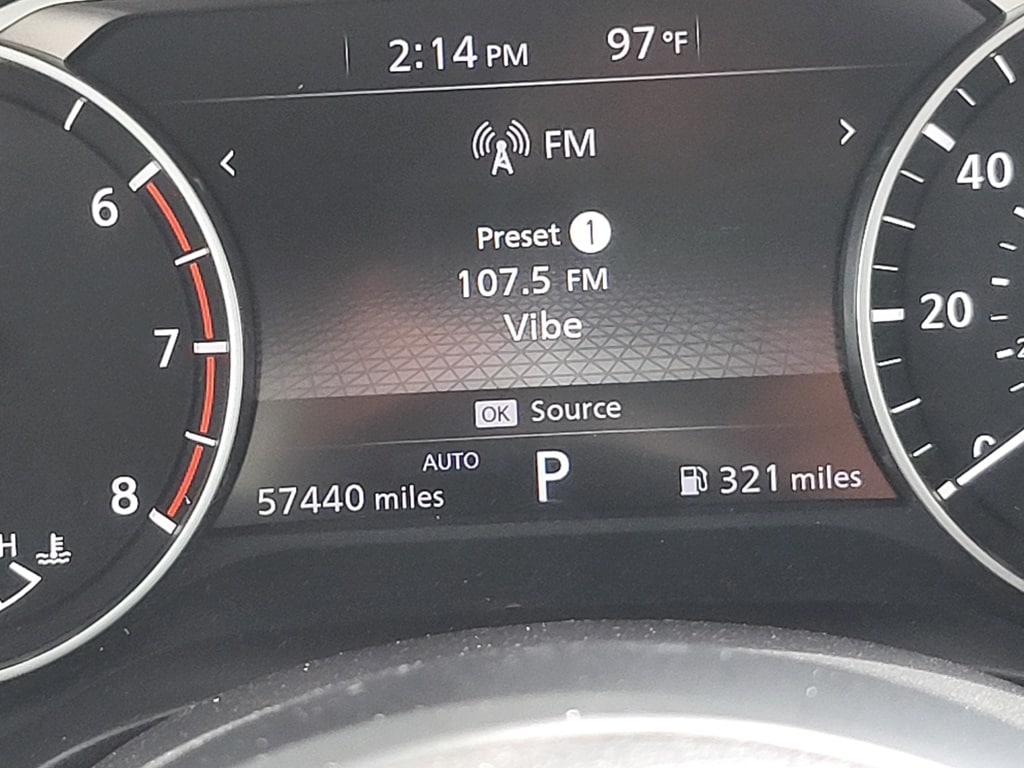 2:14 PM 97 °F
< FM >
Preset 1
107.5 FM
Vibe
OK Source
AUTO P
57440 miles 321 miles
6
7
8
H
40
20
0